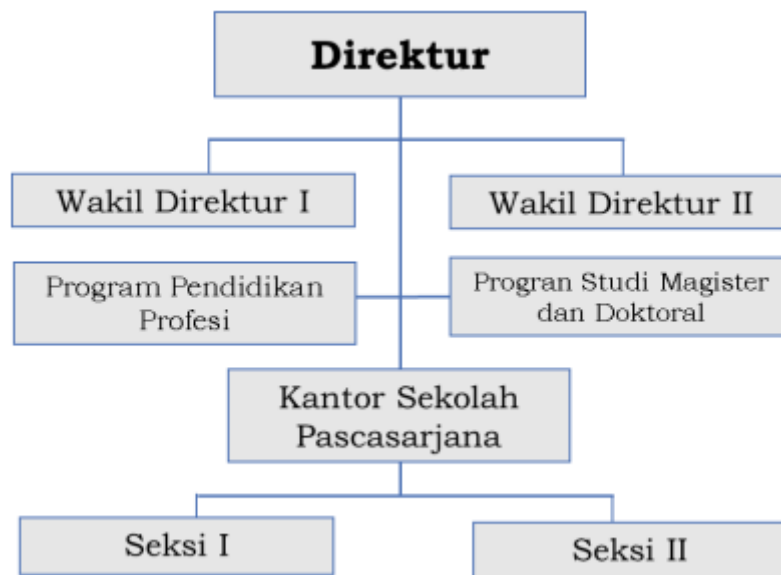 Direktur
Wakil Direktur I
Wakil Direktur II
Program Pendidikan
Profesi
Progran Studi Magister
dan Doktoral
Kantor Sekolah
Pascasarjana
Seksi I
Seksi II